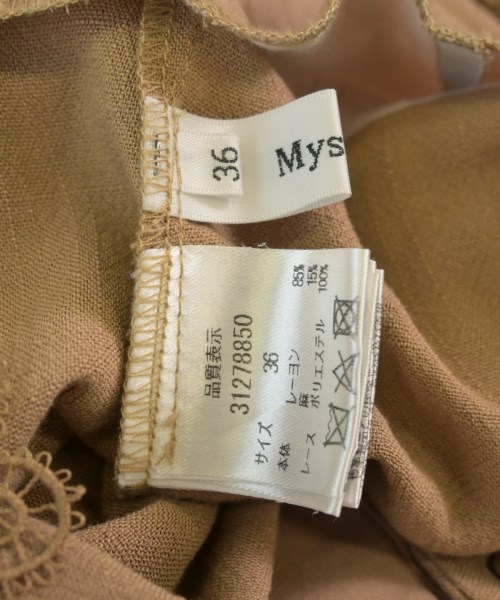 36
Mys
品質表示
31278850
サイズ 36
本体 レーヨン 85%
麻 15%
レース ポリエステル 100%